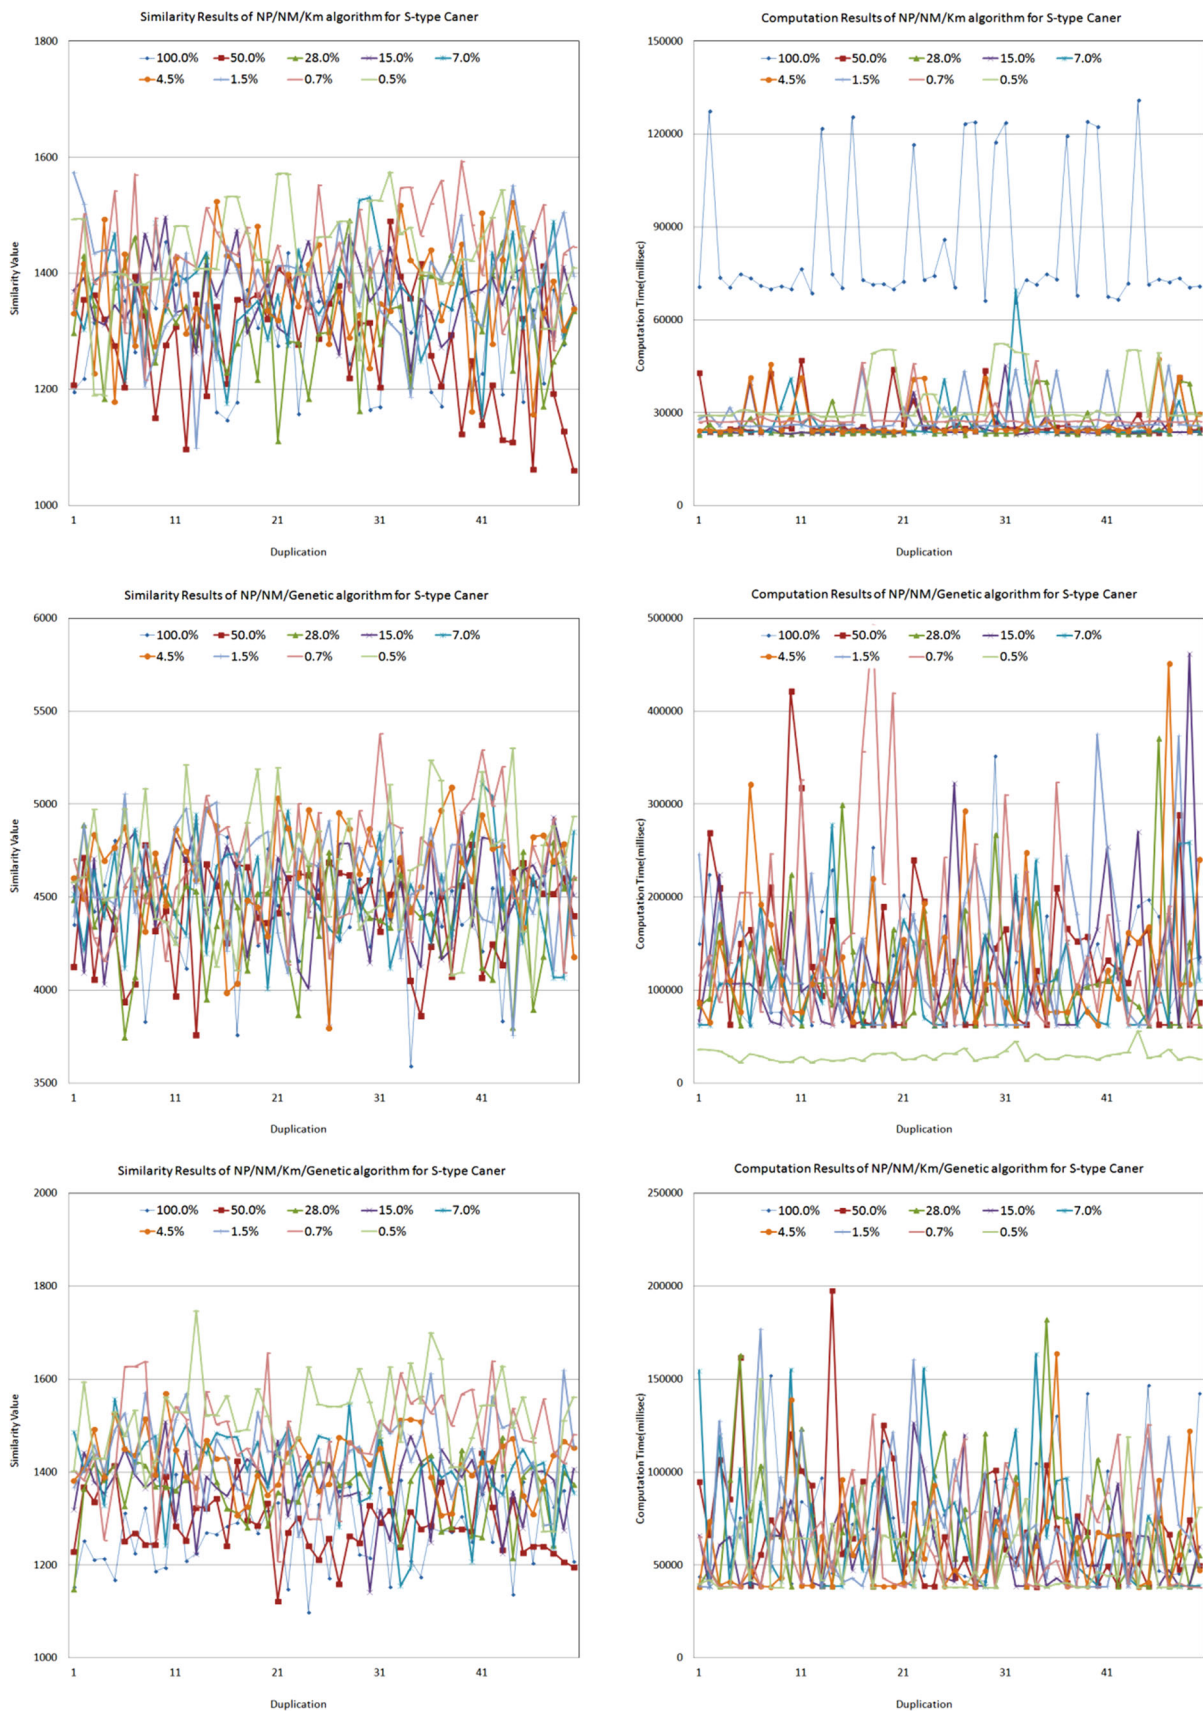 Similarity Results of NP/NM/Km algorithm for S-type Caner
1800
1600
1400
1200
1000
Similarity Value
100.0% 50.0% 28.0% 15.0% 7.0%
4.5% 1.5% 0.7% 0.5%
1 11 21 31 41
Duplication
Computation Results of NP/NM/Km algorithm for S-type Caner
150000
120000
90000
60000
30000
0
Computation Time(millisec)
100.0% 50.0% 28.0% 15.0% 7.0%
4.5% 1.5% 0.7% 0.5%
1 11 21 31 41
Duplication
Similarity Results of NP/NM/Genetic algorithm for S-type Caner
6000
5500
5000
4500
4000
3500
Similarity Value
100.0% 50.0% 28.0% 15.0% 7.0%
4.5% 1.5% 0.7% 0.5%
1 11 21 31 41
Duplication
Computation Results of NP/NM/Genetic algorithm for S-type Caner
500000
400000
300000
200000
100000
0
Computation Time(millisec)
100.0% 50.0% 28.0% 15.0% 7.0%
4.5% 1.5% 0.7% 0.5%
1 11 21 31 41
Duplication
Similarity Results of NP/NM/Km/Genetic algorithm for S-type Caner
2000
1800
1600
1400
1200
1000
Similarity Value
100.0% 50.0% 28.0% 15.0% 7.0%
4.5% 1.5% 0.7% 0.5%
1 11 21 31 41
Duplication
Computation Results of NP/NM/Km/Genetic algorithm for S-type Caner
250000
200000
150000
100000
50000
0
Computation Time(millisec)
100.0% 50.0% 28.0% 15.0% 7.0%
4.5% 1.5% 0.7% 0.5%
1 11 21 31 41
Duplication